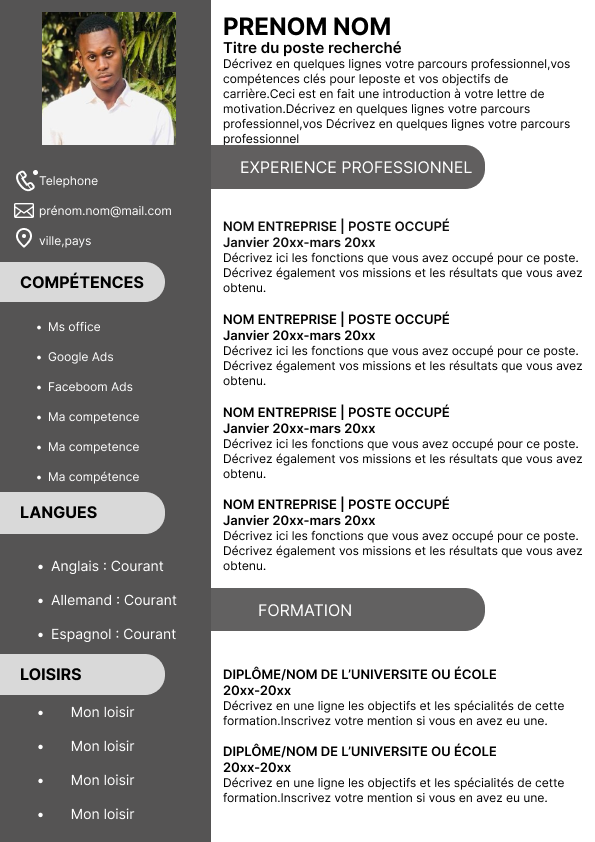 PRENOM NOM
Titre du poste recherché
Décrivez en quelques lignes votre parcours professionnel,vos
compétences clés pour leposte et vos objectifs de
carrière.Ceci est en fait une introduction à votre lettre de
motivation.Décrivez en quelques lignes votre parcours
professionnel,vos Décrivez en quelques lignes votre parcours
professionnel
Telephone
prénom.nom@mail.com
ville,pays
COMPÉTENCES
• Ms office
• Google Ads
• Faceboom Ads
• Ma competence
• Ma competence
• Ma compétence
LANGUES
• Anglais : Courant
• Allemand : Courant
• Espagnol : Courant
LOISIRS
• Mon loisir
• Mon loisir
• Mon loisir
• Mon loisir
EXPERIENCE PROFESSIONNEL
NOM ENTREPRISE | POSTE OCCUPÉ
Janvier 20xx-mars 20xx
Décrivez ici les fonctions que vous avez occupé pour ce poste.
Décrivez également vos missions et les résultats que vous avez
obtenu.
NOM ENTREPRISE | POSTE OCCUPÉ
Janvier 20xx-mars 20xx
Décrivez ici les fonctions que vous avez occupé pour ce poste.
Décrivez également vos missions et les résultats que vous avez
obtenu.
NOM ENTREPRISE | POSTE OCCUPÉ
Janvier 20xx-mars 20xx
Décrivez ici les fonctions que vous avez occupé pour ce poste.
Décrivez également vos missions et les résultats que vous avez
obtenu.
NOM ENTREPRISE | POSTE OCCUPÉ
Janvier 20xx-mars 20xx
Décrivez ici les fonctions que vous avez occupé pour ce poste.
Décrivez également vos missions et les résultats que vous avez
obtenu.
FORMATION
DIPLÔME/NOM DE L’UNIVERSITE OU ÉCOLE
20xx-20xx
Décrivez en une ligne les objectifs et les spécialités de cette
formation.Inscrivez votre mention si vous en avez eu une.
DIPLÔME/NOM DE L’UNIVERSITE OU ÉCOLE
20xx-20xx
Décrivez en une ligne les objectifs et les spécialités de cette
formation.Inscrivez votre mention si vous en avez eu une.